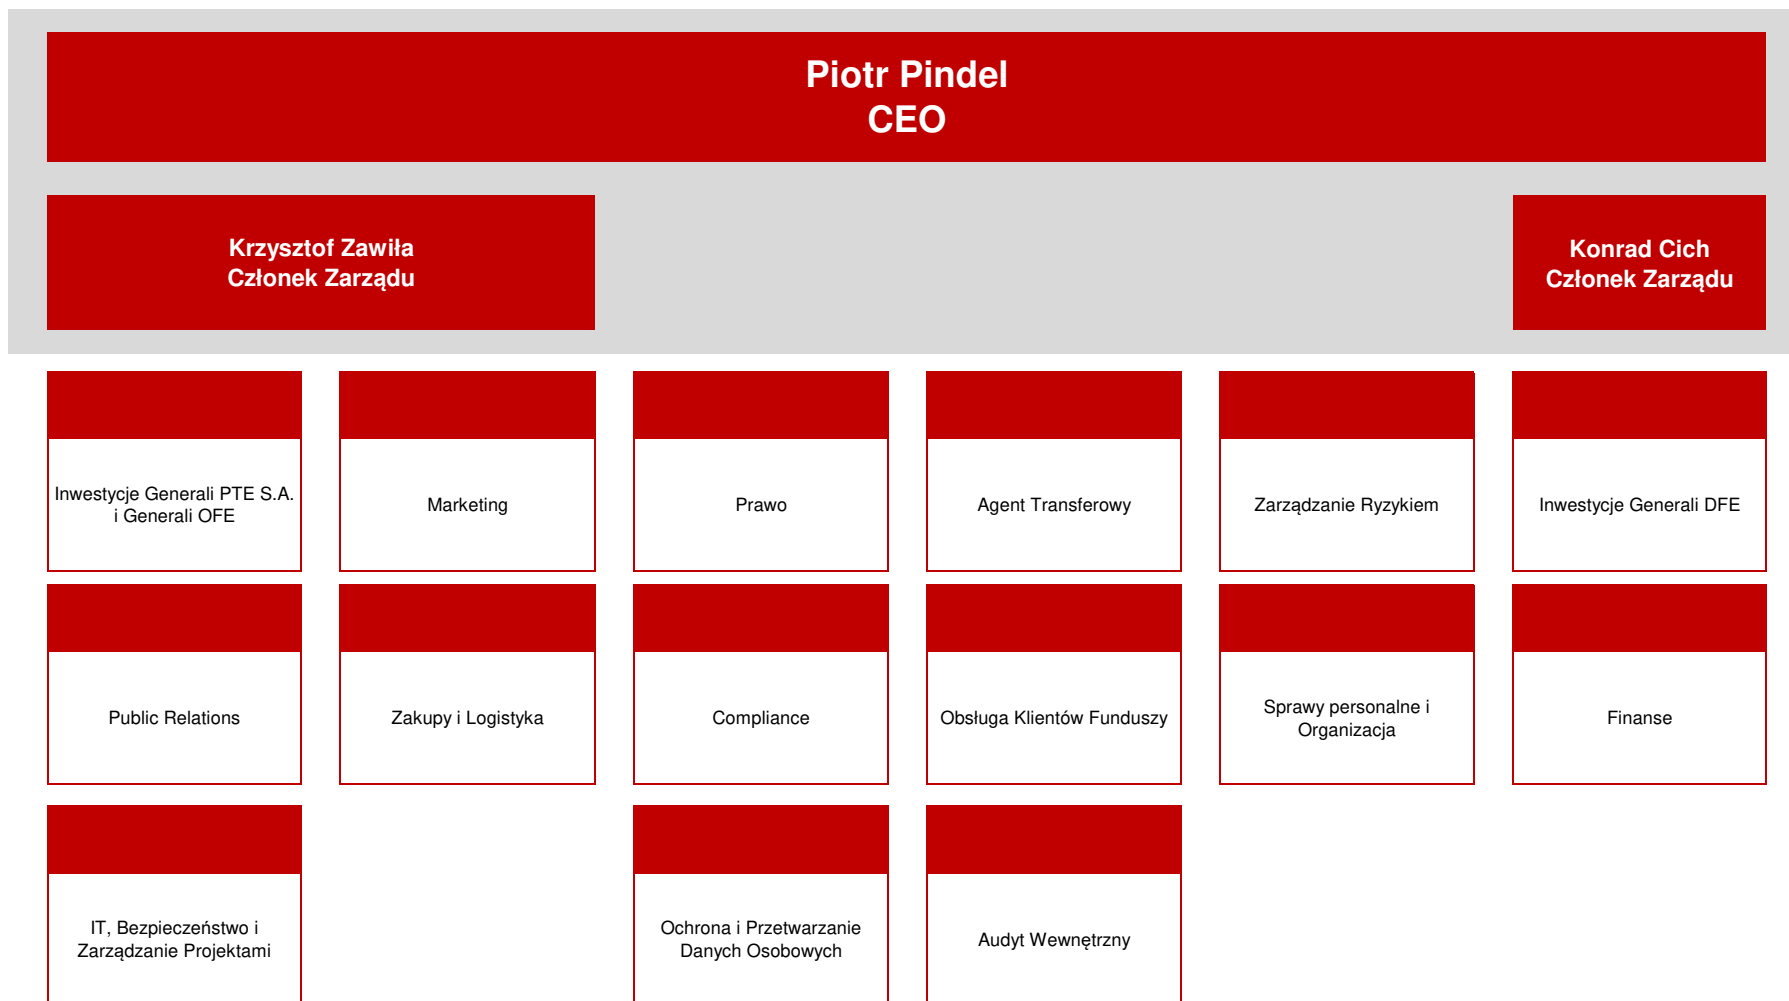 Piotr Pindel
CEO
Krzysztof Zawiła
Członek Zarządu
Konrad Cich
Członek Zarządu
Inwestycje Generali PTE S.A.
i Generali OFE
Marketing
Prawo
Agent Transferowy
Zarządzanie Ryzykiem
Inwestycje Generali DFE
Public Relations
Zakupy i Logistyka
Compliance
Obsługa Klientów Funduszy
Sprawy personalne i
Organizacja
Finanse
IT, Bezpieczeństwo i
Zarządzanie Projektami
Ochrona i Przetwarzanie
Danych Osobowych
Audyt Wewnętrzny